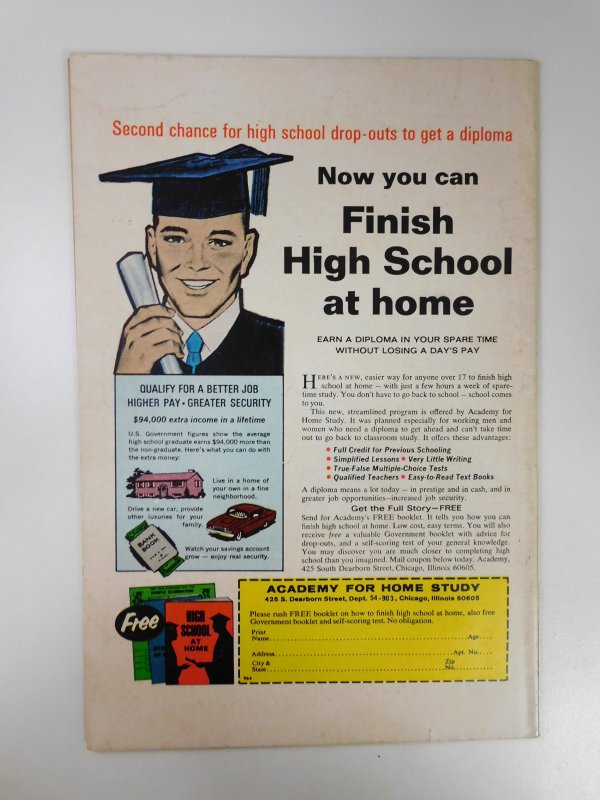 Second chance for high school drop-outs to get a diploma
Now you can
Finish
High School
at home
EARN A DIPLOMA IN YOUR SPARE TIME
WITHOUT LOSING A DAY'S PAY
QUALIFY FOR A BETTER JOB
HIGHER PAY • GREATER SECURITY
$94,000 extra income in a lifetime
U.S. Government figures show the average
high school graduate earns $94,000 more than
the non-graduate. Here's what you can do with
the extra money:
Live in a home of
your own in a fine
neighborhood.
Drive a new car, provide
other luxuries for your
family.
BANK
BOOK
Watch your savings account
grow — enjoy real security.
HERE'S A NEW, easier way for anyone over 17 to finish high
school at home — with just a few hours a week of spare-
time study. You don't have to go back to school — school comes
to you.
This new, streamlined program is offered by Academy for
Home Study. It was planned especially for working men and
women who need a diploma to get ahead and can't take time
out to go back to classroom study. It offers these advantages:
• Full Credit for Previous Schooling
• Simplified Lessons • Very Little Writing
• True-False Multiple-Choice Tests
• Qualified Teachers • Easy-to-Read Text Books
A diploma means a lot today — in prestige and in cash, and in
greater job opportunities—increased job security.
Get the Full Story—FREE
Send for Academy's FREE booklet. It tells you how you can
finish high school at home. Low cost, easy terms. You will also
receive free a valuable Government booklet with advice for
drop-outs, and a self-scoring test of your general knowledge.
You may discover you are much closer to completing high
school than you imagined. Mail coupon below today. Academy,
425 South Dearborn Street, Chicago, Illinois 60605.
Free
SAMPLE EXAMINATION
HIGH
SCHOOL
AT
HOME
ACADEMY FOR HOME STUDY
425 S. Dearborn Street, Dept. 54-903, Chicago, Illinois 60605
Please rush FREE booklet on how to finish high school at home, also free
Government booklet and self-scoring test. No obligation.
Print
Name Age
Address Apt. No.
City & Zip
State No.